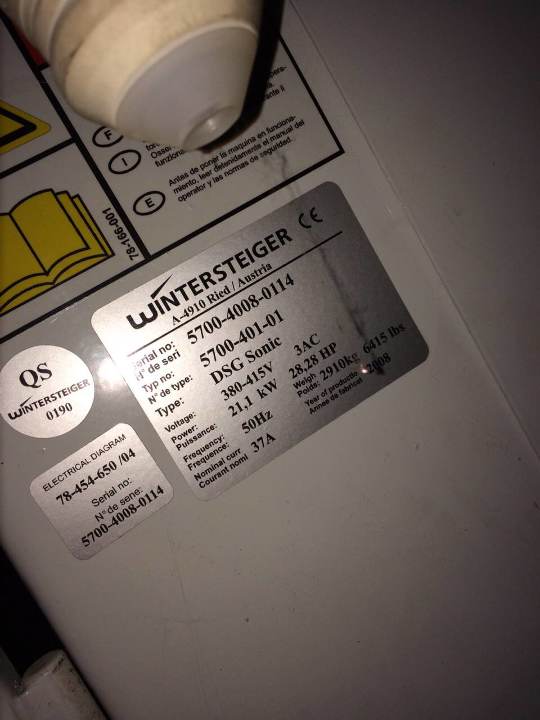 F
I
E
Antes de poner la maquina en funciona-
miento, leer detenidamente el manual del
operator y las normas de seguridad.
78-166-001
WINTERSTEIGER CE
A-4910 Ried / Austria
Serial no:
N° de seri 5700-4008-0114
Typ no:
N° de type: 5700-401-01
Type: DSG Sonic
Voltage: 380-415V 3AC
Power:
Puissance: 21,1 kW 28,28 HP
Frequency:
Frequence: 50Hz
Weigh
Poids: 2910kg 6415 lbs
Nominal curr
Courant nomi 37A
Year of productio
Annee de fabricat 2008
QS
WINTERSTEIGER
0190
ELECTRICAL DIAGRAM
78-454-650 /04
Serial no:
N° de serie:
5700-4008-0114